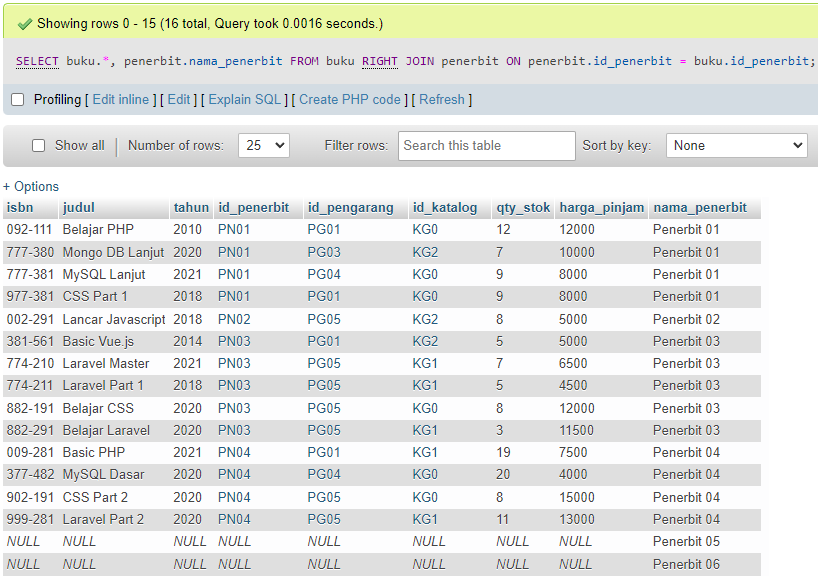 Showing rows 0 - 15 (16 total, Query took 0.0016 seconds.)
SELECT buku.*, penerbit.nama_penerbit FROM buku RIGHT JOIN penerbit ON penerbit.id_penerbit = buku.id_penerbit;
Profiling [ Edit inline ] [ Edit ] [ Explain SQL ] [ Create PHP code ] [ Refresh ]
Show all Number of rows: 25 Filter rows: Search this table Sort by key: None
+ Options
isbn judul tahun id_penerbit id_pengarang id_katalog qty_stok harga_pinjam nama_penerbit
092-111 Belajar PHP 2010 PN01 PG01 KG0 12 12000 Penerbit 01
777-380 Mongo DB Lanjut 2020 PN01 PG03 KG2 7 10000 Penerbit 01
777-381 MySQL Lanjut 2021 PN01 PG04 KG0 9 8000 Penerbit 01
977-381 CSS Part 1 2018 PN01 PG01 KG0 9 8000 Penerbit 01
002-291 Lancar Javascript 2018 PN02 PG05 KG2 8 5000 Penerbit 02
381-561 Basic Vue.js 2014 PN03 PG01 KG2 5 5000 Penerbit 03
774-210 Laravel Master 2021 PN03 PG05 KG1 7 6500 Penerbit 03
774-211 Laravel Part 1 2018 PN03 PG05 KG1 5 4500 Penerbit 03
882-191 Belajar CSS 2020 PN03 PG05 KG0 8 12000 Penerbit 03
882-291 Belajar Laravel 2020 PN03 PG05 KG1 3 11500 Penerbit 03
009-281 Basic PHP 2021 PN04 PG01 KG1 19 7500 Penerbit 04
377-482 MySQL Dasar 2020 PN04 PG04 KG0 20 4000 Penerbit 04
902-191 CSS Part 2 2020 PN04 PG05 KG0 8 15000 Penerbit 04
999-281 Laravel Part 2 2020 PN04 PG05 KG1 11 13000 Penerbit 04
NULL NULL NULL NULL NULL NULL NULL NULL Penerbit 05
NULL NULL NULL NULL NULL NULL NULL NULL Penerbit 06